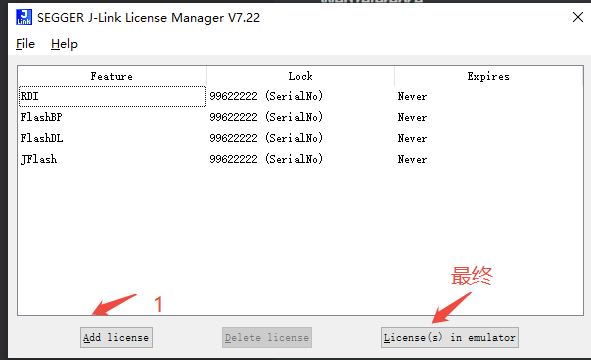 SEGGER J-Link License Manager V7.22
File Help
Feature Lock Expires
RDI 99622222 (SerialNo) Never
FlashBP 99622222 (SerialNo) Never
FlashDL 99622222 (SerialNo) Never
JFlash 99622222 (SerialNo) Never
最终
1
Add license Delete license License(s) in emulator